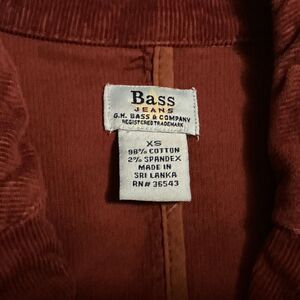 Bass
JEANS
G.H. BASS & COMPANY
REGISTERED TRADEMARK
XS
98% COTTON
2% SPANDEX
MADE IN
SRI LANKA
RN# 36543